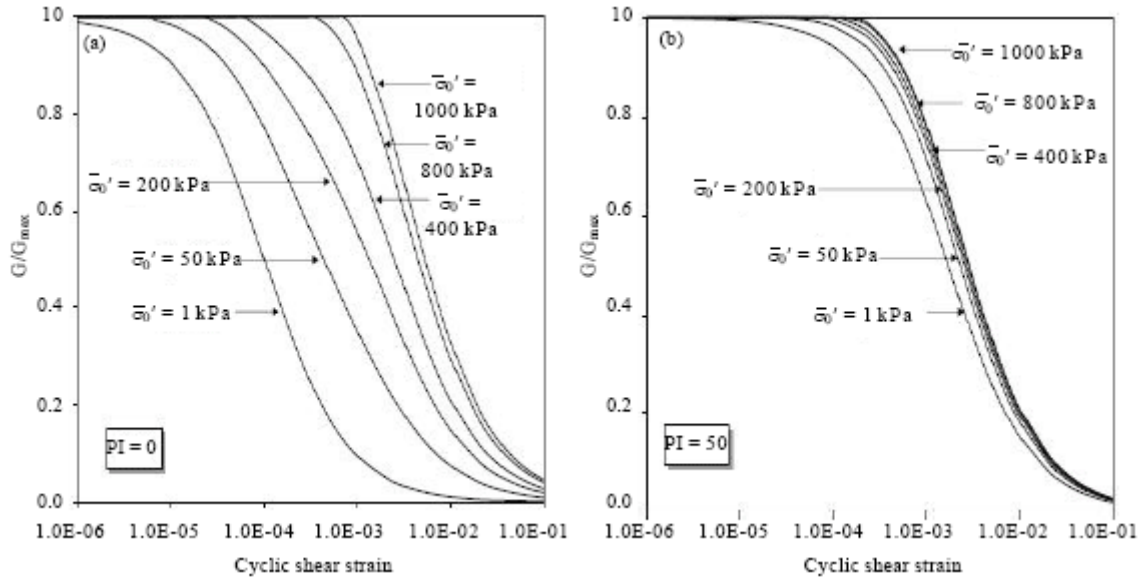 (a)
σ̄₀′ =
1000 kPa
σ̄₀′ =
800 kPa
σ̄₀′ =
400 kPa
σ̄₀′ = 200 kPa
σ̄₀′ = 50 kPa
σ̄₀′ = 1 kPa
PI = 0
G/Gmax
10
0.8
0.6
0.4
0.2
0.0
1.0E-06
1.0E-05
1.0E-04
1.0E-03
1.0E-02
1.0E-01
Cyclic shear strain
(b)
σ̄₀′ = 1000 kPa
σ̄₀′ = 800 kPa
σ̄₀′ = 400 kPa
σ̄₀′ = 200 kPa
σ̄₀′ = 50 kPa
σ̄₀′ = 1 kPa
PI = 50
G/Gmax
10
0.8
0.6
0.4
0.2
0.0
1.0E-06
1.0E-05
1.0E-04
1.0E-03
1.0E-02
1.0E-01
Cyclic shear strain